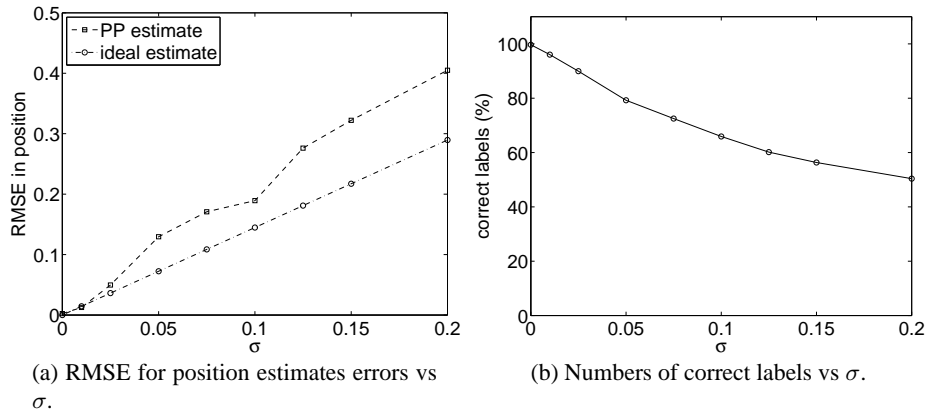 0.5
0.4
0.3
0.2
0.1
0
RMSE in position
PP estimate
ideal estimate
0 0.05 0.1 0.15 0.2
σ
(a) RMSE for position estimates errors vs
σ.
100
80
60
40
20
0
correct labels (%)
0 0.05 0.1 0.15 0.2
σ
(b) Numbers of correct labels vs σ.